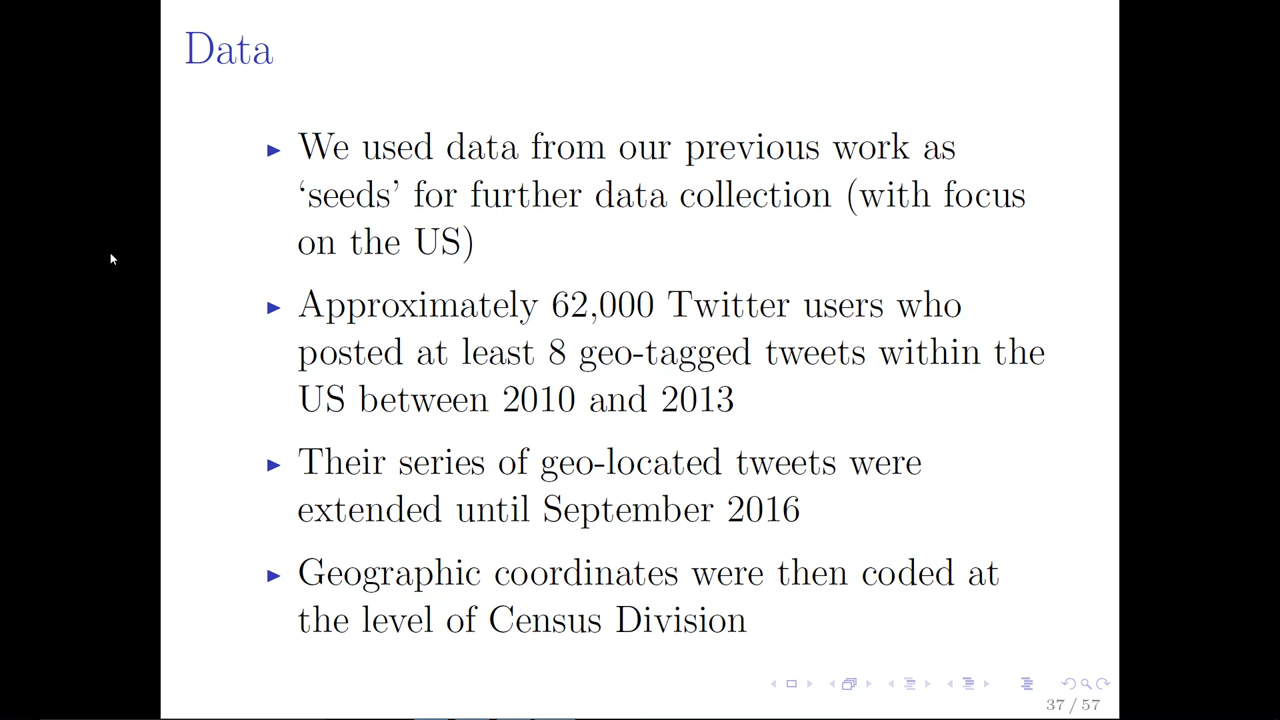 Data
We used data from our previous work as
‘seeds’ for further data collection (with focus
on the US)
Approximately 62,000 Twitter users who
posted at least 8 geo-tagged tweets within the
US between 2010 and 2013
Their series of geo-located tweets were
extended until September 2016
Geographic coordinates were then coded at
the level of Census Division
37 / 57